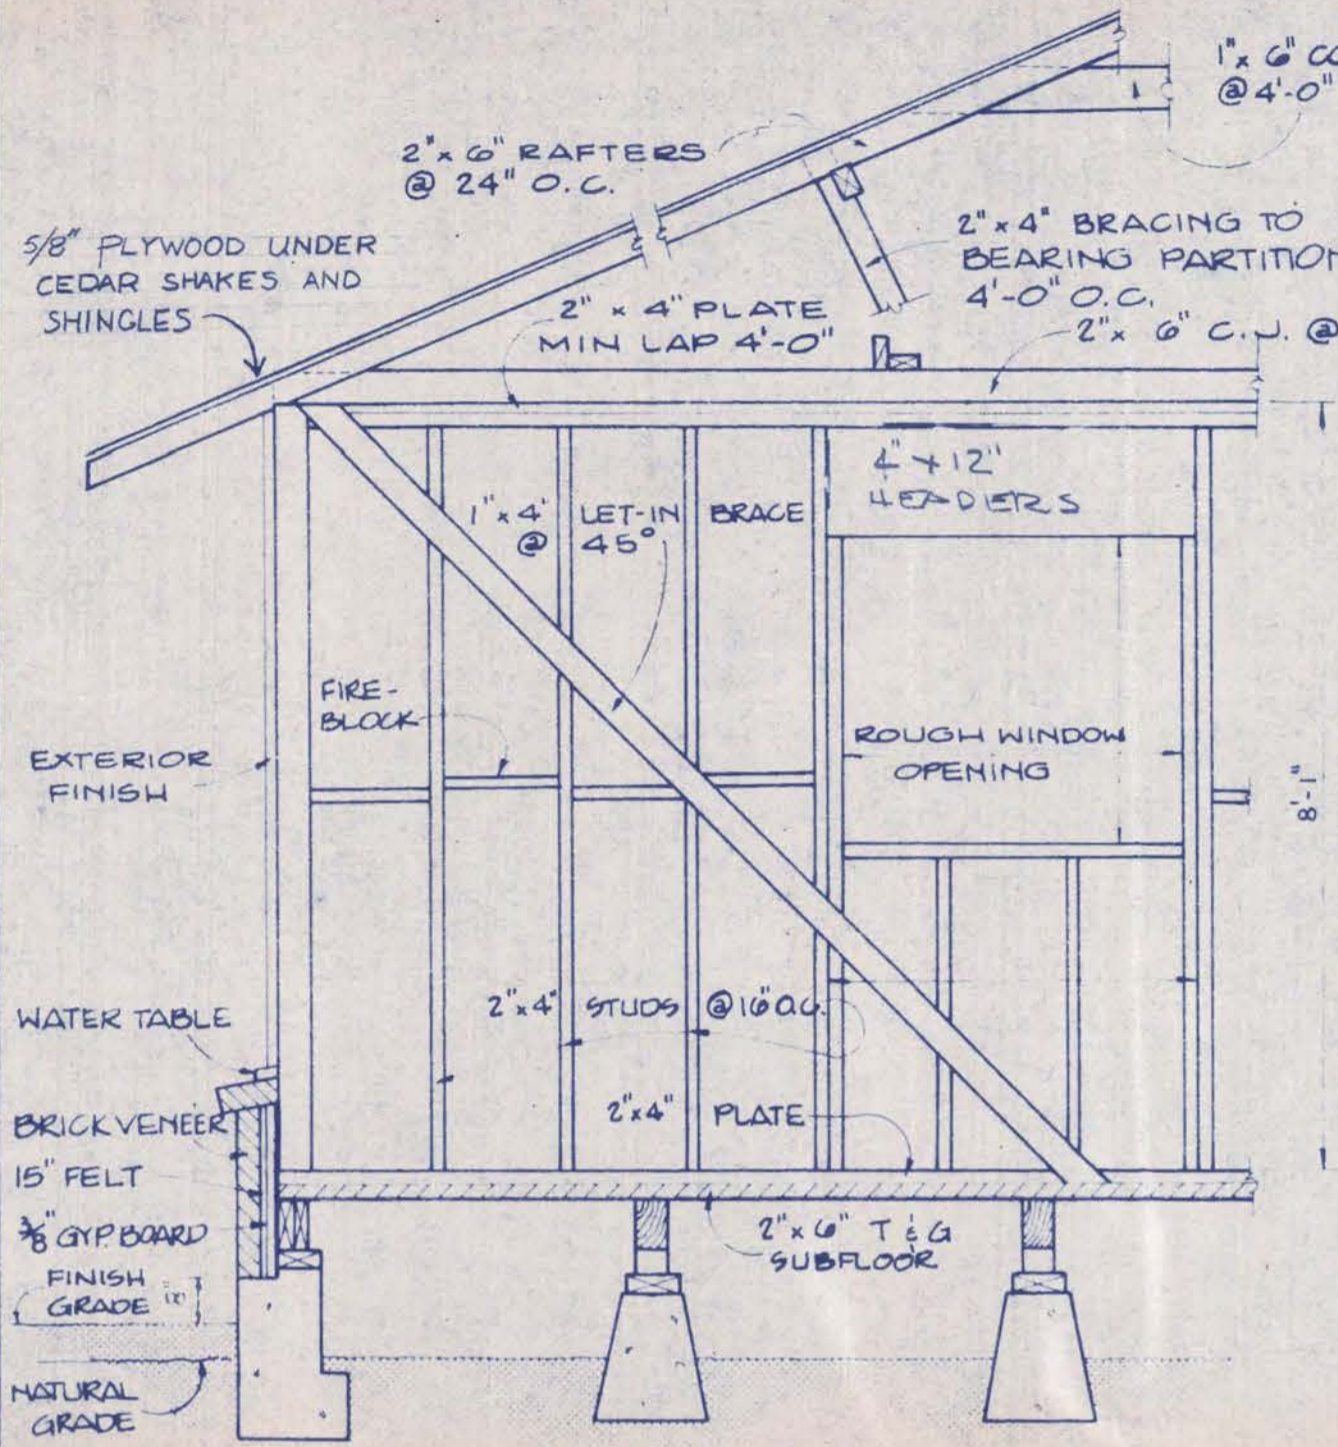 1" x 6"
@ 4'-0"
2" x 6" RAFTERS
@ 24" O.C.
5/8" PLYWOOD UNDER
CEDAR SHAKES AND
SHINGLES
2" x 4" BRACING TO
BEARING PARTITION
4'-0" O.C.
2" x 4" PLATE
MIN LAP 4'-0"
2" x 6" C.J. @
4" x 12"
HEADERS
1" x 4" LET-IN BRACE
@ 45°
FIRE-
BLOCK
EXTERIOR
FINISH
ROUGH WINDOW
OPENING
8'-1"
WATER TABLE
2" x 4" STUDS @ 16" O.C.
2" x 4" PLATE
BRICK VENEER
15" FELT
3/8" GYP. BOARD
2" x 6" T & G
SUBFLOOR
FINISH
GRADE
NATURAL
GRADE